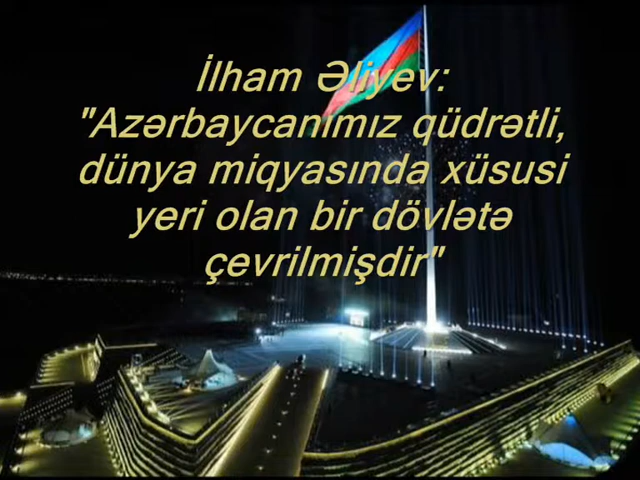 İlham Əliyev:
"Azərbaycanımız qüdrətli,
dünya miqyasında xüsusi
yeri olan bir dövlətə
çevrilmişdir"